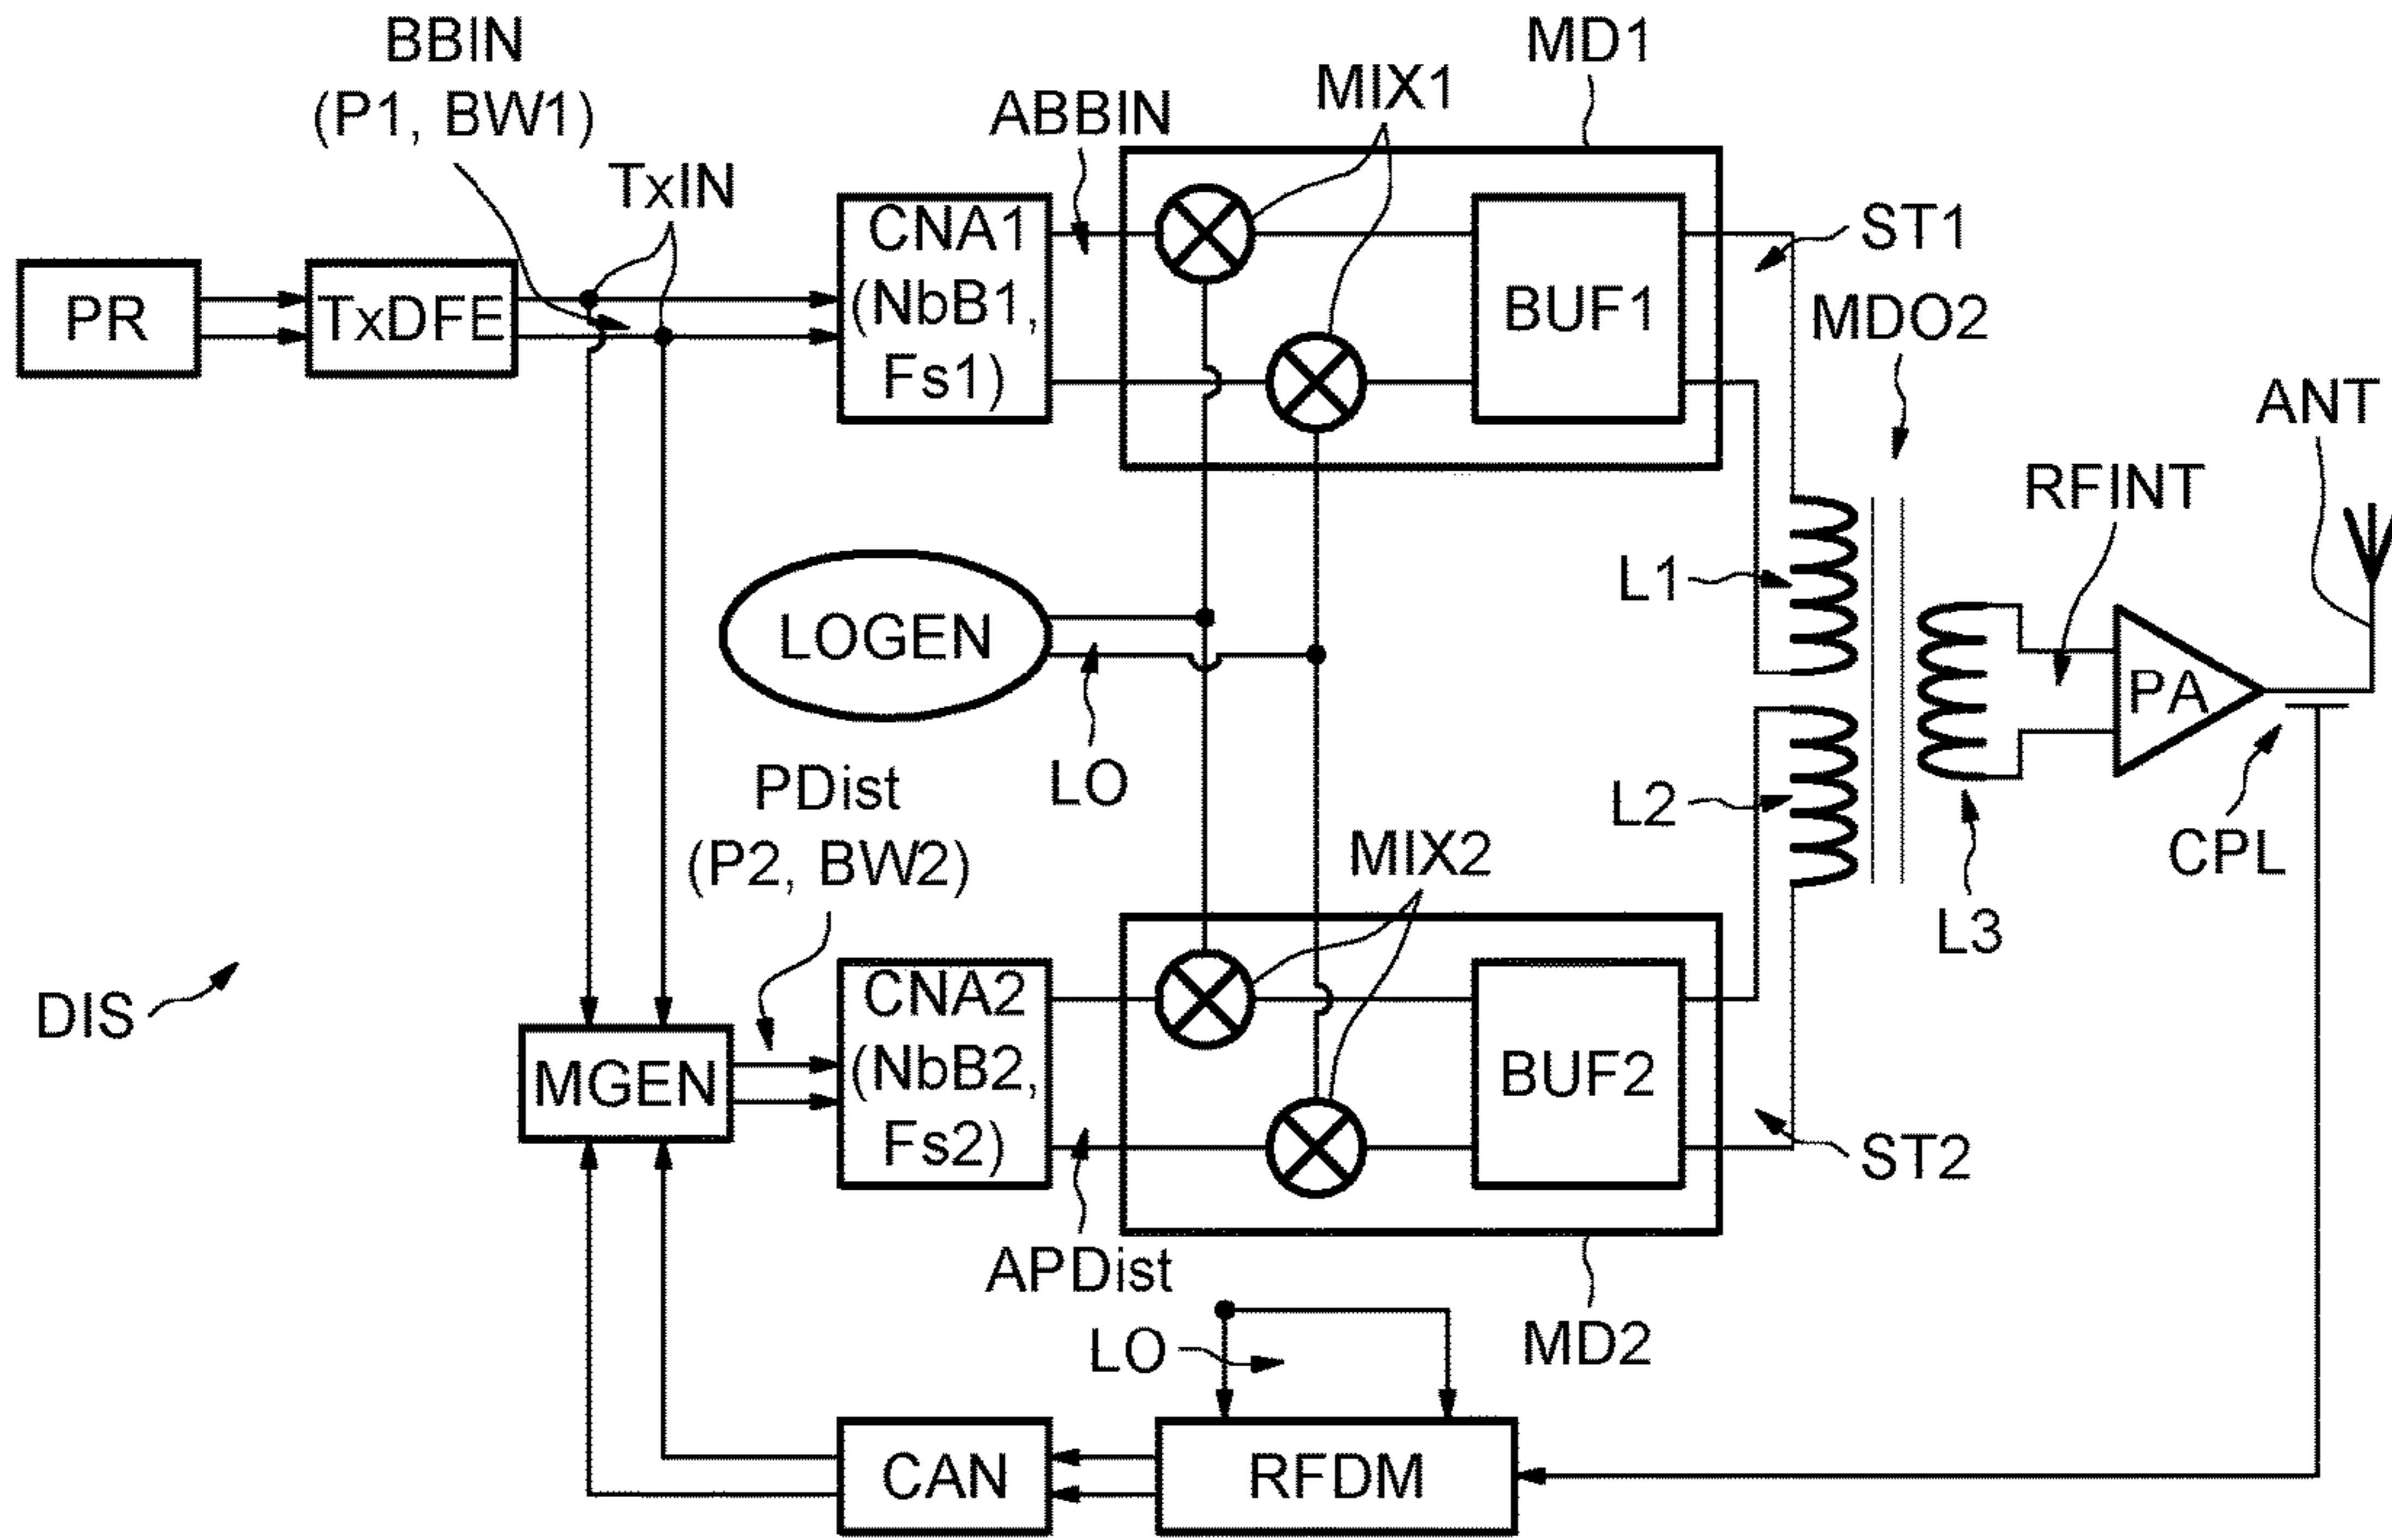 BBIN
(P1, BW1)
TxIN
ABBIN
MIX1
MD1
PR
TxDFE
CNA1
(NbB1,
Fs1)
BUF1
ST1
MDO2
ANT
RFINT
L1
LOGEN
LO
PA
L2
CPL
L3
PDist
(P2, BW2)
MIX2
DIS
MGEN
CNA2
(NbB2,
Fs2)
BUF2
ST2
APDist
MD2
LO
CAN
RFDM